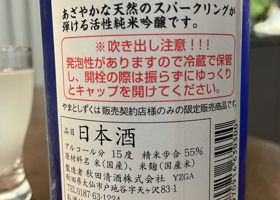 あざやかな天然のスパークリングが
弾ける活性純米吟醸です。
※吹き出し注意！！！
発泡性がありますので冷蔵で保管
し、開栓の際は振らずにゆっくり
とキャップを開けてください。
やまとしずくは販売契約店様のみの限定販売商品です。
品目 日本酒
アルコール分 15度 精米歩合 55%
原材料名 米(国産)、米麹(国産米)
製造者 秋田清酒株式会社 YZGA
秋田県大仙市戸地谷字天ケ沢83-1
TEL0187-63-1224